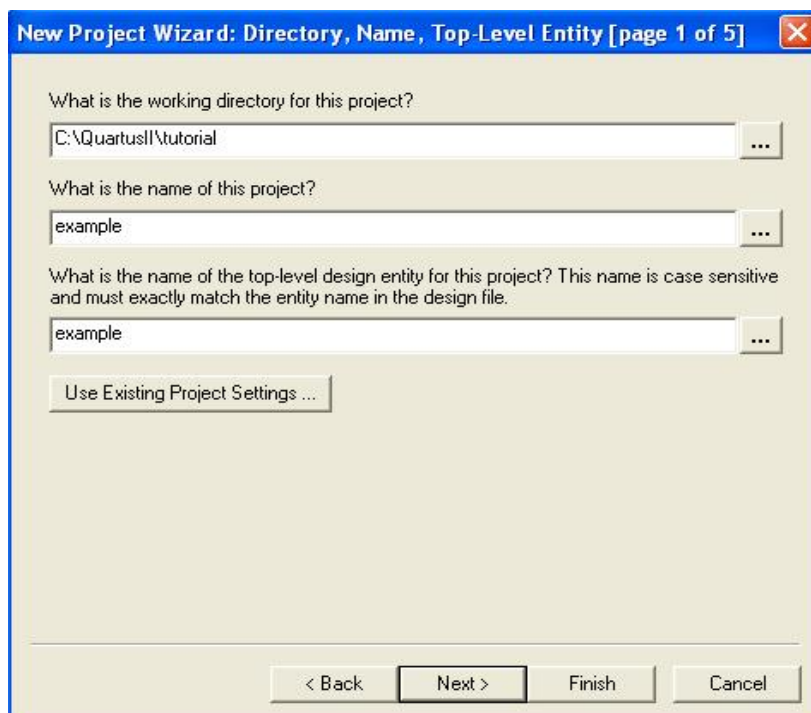 New Project Wizard: Directory, Name, Top-Level Entity [page 1 of 5]
What is the working directory for this project?
C:\QuartusII\tutorial
...
What is the name of this project?
example
...
What is the name of the top-level design entity for this project? This name is case sensitive
and must exactly match the entity name in the design file.
example
...
Use Existing Project Settings ...
< Back Next > Finish Cancel